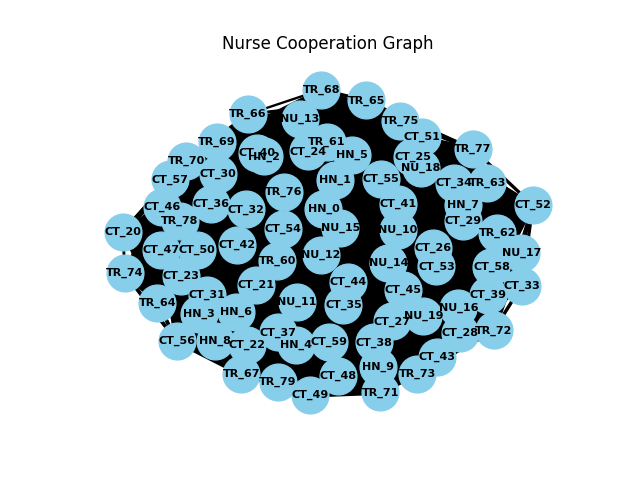 Nurse Cooperation Graph
TR_68
TR_65
TR_66
NU_13
TR_75
CT_51
TR_69
TR_61
TR_77
CT_40
CT_24
HN_5
HN_2
CT_25
TR_70
NU_18
CT_30
CT_57
HN_1
CT_55
CT_34
TR_63
TR_76
CT_46
CT_36
CT_32
HN_0
CT_41
HN_7
CT_52
TR_78
CT_29
CT_20
CT_54
NU_15
NU_10
TR_62
CT_47
CT_50
CT_42
CT_26
NU_17
NU_12
TR_60
NU_14
CT_53
CT_58
TR_74
CT_23
CT_21
CT_44
CT_33
CT_31
CT_45
CT_39
TR_64
NU_11
CT_35
NU_16
HN_3
HN_6
NU_19
CT_27
TR_72
CT_37
CT_28
CT_56
HN_8
CT_22
HN_4
CT_59
CT_38
CT_43
HN_9
TR_67
CT_48
TR_73
TR_79
CT_49
TR_71